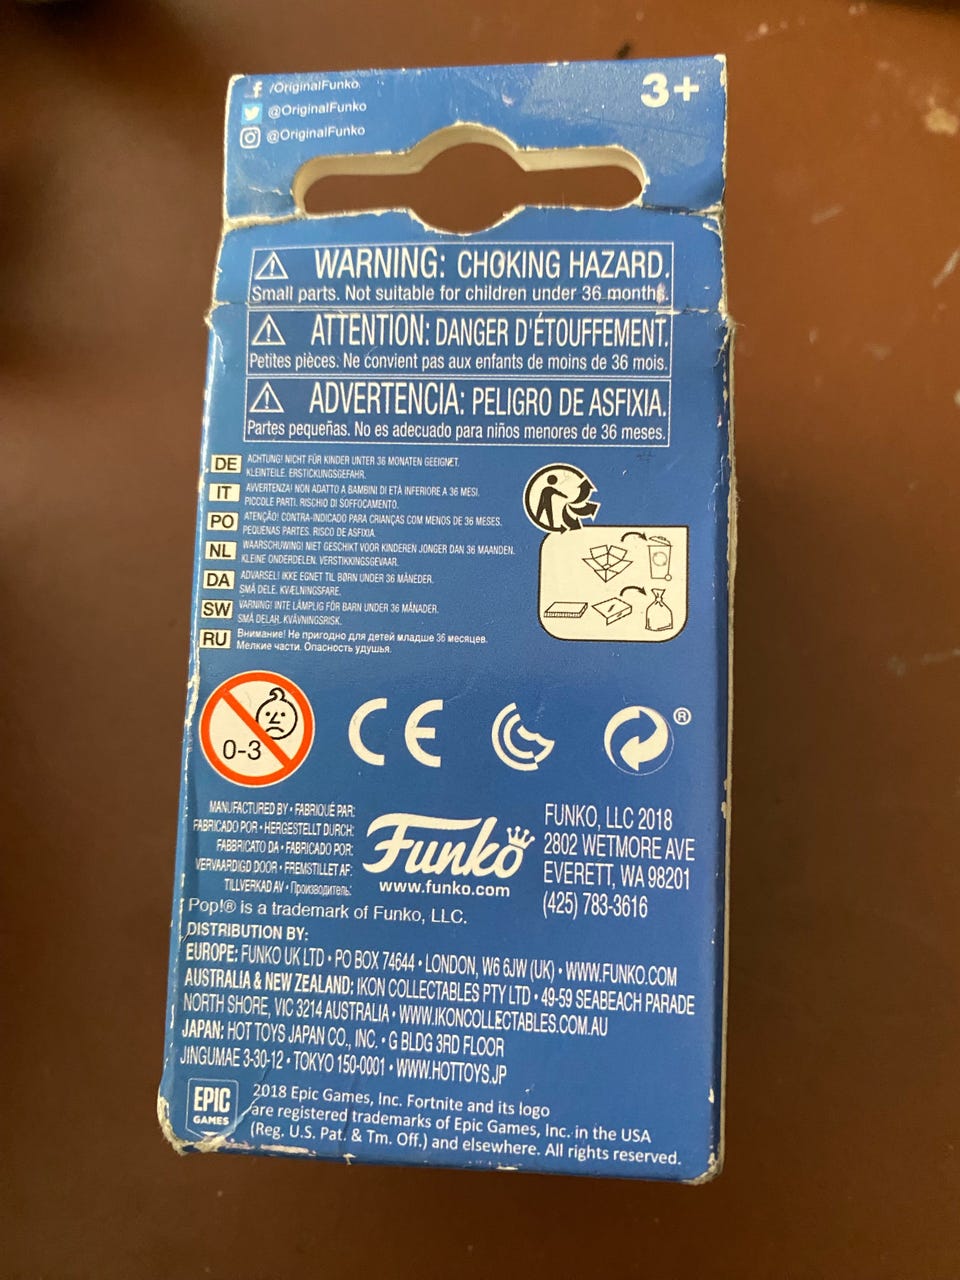 /OriginalFunko
@OriginalFunko
@OriginalFunko
3+
WARNING: CHOKING HAZARD.
Small parts. Not suitable for children under 36 months.
ATTENTION: DANGER D'ÉTOUFFEMENT.
Petites pièces. Ne convient pas aux enfants de moins de 36 mois.
ADVERTENCIA: PELIGRO DE ASFIXIA.
Partes pequeñas. No es adecuado para niños menores de 36 meses.
DE ACHTUNG! NICHT FÜR KINDER UNTER 36 MONATEN GEEIGNET.
KLEINTEILE. ERSTICKUNGSGEFAHR.
IT AVVERTENZA! NON ADATTO A BAMBINI DI ETÀ INFERIORE A 36 MESI.
PICCOLE PARTI. RISCHIO DI SOFFOCAMENTO.
PO ATENÇÃO! CONTRA-INDICADO PARA CRIANÇAS COM MENOS DE 36 MESES.
PEQUENAS PARTES. RISCO DE ASFIXIA.
NL WAARSCHUWING! NIET GESCHIKT VOOR KINDEREN JONGER DAN 36 MAANDEN.
KLEINE ONDERDELEN. VERSTIKKINGSGEVAAR.
DA ADVARSEL! IKKE EGNET TIL BØRN UNDER 36 MÅNEDER.
SMÅ DELE. KVÆLNINGSFARE.
SW VARNING! INTE LÄMPLIG FÖR BARN UNDER 36 MÅNADER.
SMÅ DELAR. KVÄVNINGSRISK.
RU Внимание! Не пригодно для детей младше 36 месяцев.
Мелкие части. Опасность удушья.
0-3
CE
®
MANUFACTURED BY • FABRIQUÉ PAR:
FABRICADO POR • HERGESTELLT DURCH:
FABBRICATO DA • FABRICADO POR:
VERVAARDIGD DOOR • FREMSTILLET AF:
TILLVERKAD AV • Производитель:
Funko
www.funko.com
FUNKO, LLC 2018
2802 WETMORE AVE
EVERETT, WA 98201
(425) 783-3616
Pop!® is a trademark of Funko, LLC.
DISTRIBUTION BY:
EUROPE: FUNKO UK LTD • PO BOX 74644 • LONDON, W6 6JW (UK) • WWW.FUNKO.COM
AUSTRALIA & NEW ZEALAND: IKON COLLECTABLES PTY LTD • 49-59 SEABEACH PARADE
NORTH SHORE, VIC 3214 AUSTRALIA • WWW.IKONCOLLECTABLES.COM.AU
JAPAN: HOT TOYS JAPAN CO., INC. • G BLDG 3RD FLOOR
JINGUMAE 3-30-12 • TOKYO 150-0001 • WWW.HOTTOYS.JP
EPIC
GAMES
2018 Epic Games, Inc. Fortnite and its logo
are registered trademarks of Epic Games, Inc. in the USA
(Reg. U.S. Pat. & Tm. Off.) and elsewhere. All rights reserved.